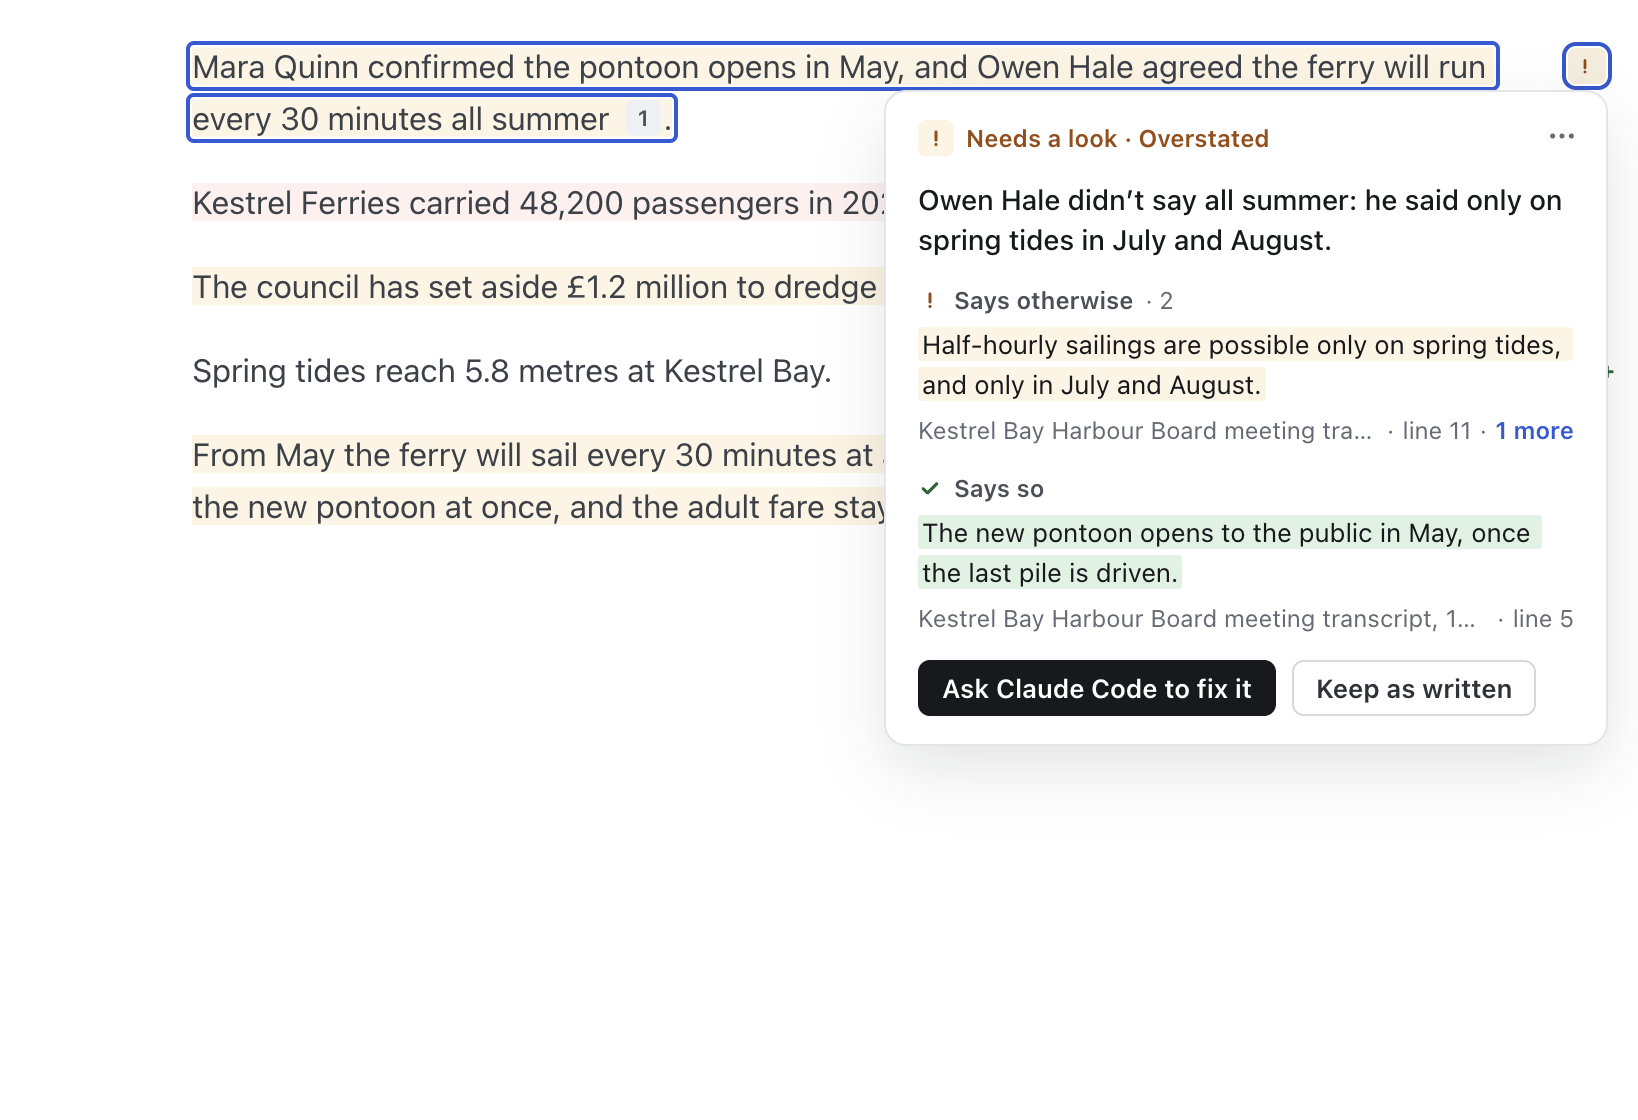 Mara Quinn confirmed the pontoon opens in May, and Owen Hale agreed the ferry will run
every 30 minutes all summer 1.
!
! Needs a look · Overstated
Owen Hale didn’t say all summer: he said only on
spring tides in July and August.
! Says otherwise · 2
Half-hourly sailings are possible only on spring tides,
and only in July and August.
Kestrel Bay Harbour Board meeting tra... · line 11 · 1 more
Says so
The new pontoon opens to the public in May, once
the last pile is driven.
Kestrel Bay Harbour Board meeting transcript, 1... · line 5
Ask Claude Code to fix it
Keep as written
Kestrel Ferries carried 48,200 passengers in
The council has set aside £1.2 million to dredge
Spring tides reach 5.8 metres at Kestrel Bay.
From May the ferry will sail every 30 minutes at
the new pontoon at once, and the adult fare